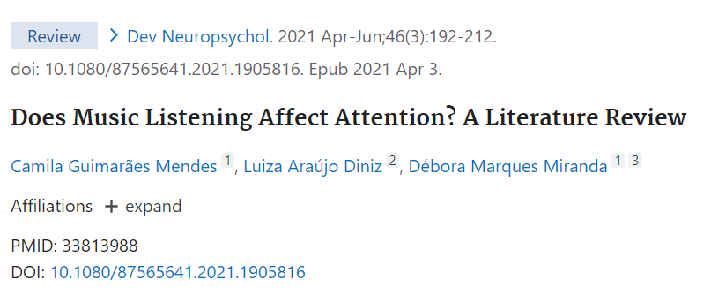 Review > Dev Neuropsychol. 2021 Apr-Jun;46(3):192-212.
doi: 10.1080/87565641.2021.1905816. Epub 2021 Apr 3.
Does Music Listening Affect Attention? A Literature Review
Camila Guimarães Mendes 1, Luiza Araújo Diniz 2, Débora Marques Miranda 1 3
Affiliations + expand
PMID: 33813988
DOI: 10.1080/87565641.2021.1905816